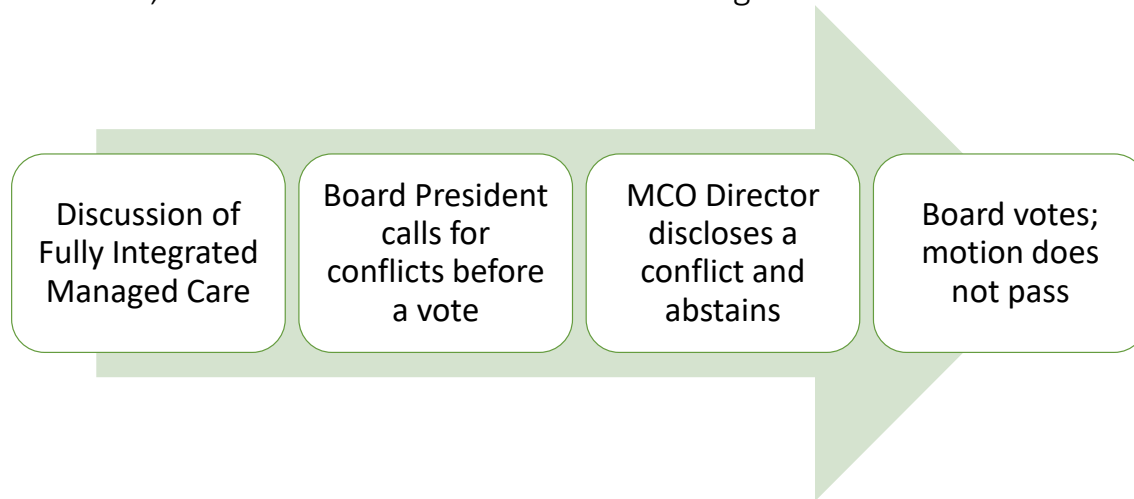 Discussion of
Fully Integrated
Managed Care
Board President
calls for
conflicts before
a vote
MCO Director
discloses a
conflict and
abstains
Board votes;
motion does
not pass